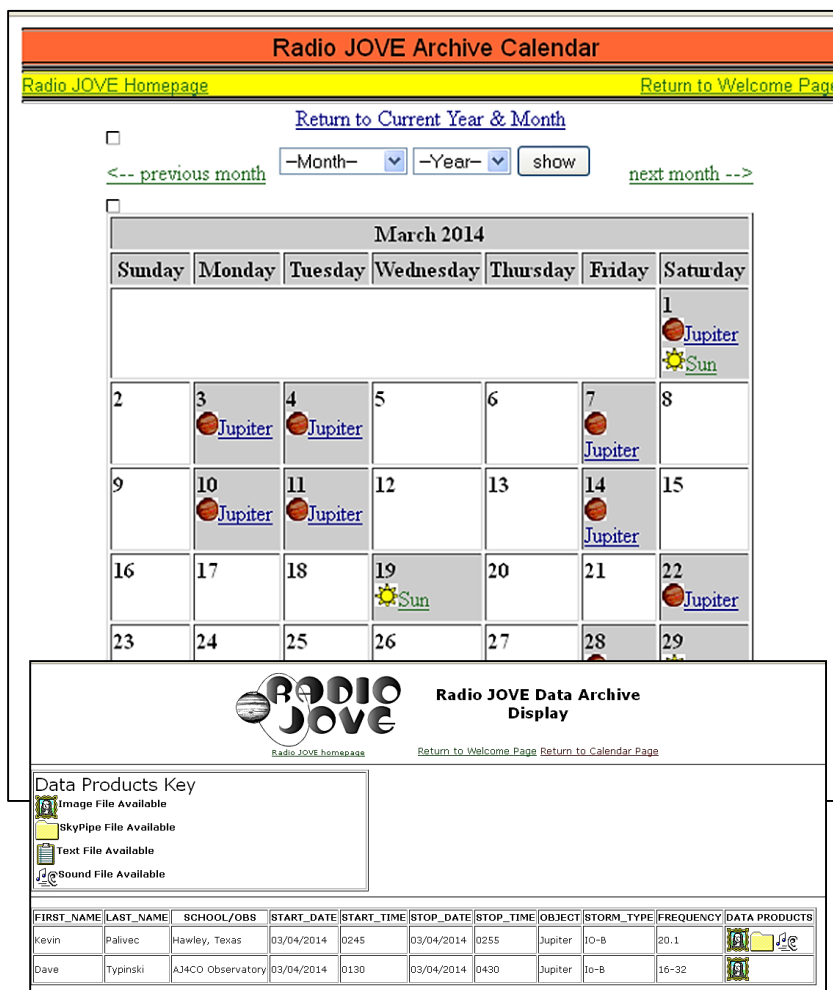 Radio JOVE Archive Calendar
Radio JOVE Homepage Return to Welcome Page
Return to Current Year & Month
<-- previous month –Month– –Year– show next month -->
March 2014
Sunday Monday Tuesday Wednesday Thursday Friday Saturday
1
Jupiter
Sun
2 3 4 5 6 7 8
Jupiter Jupiter Jupiter
9 10 11 12 13 14 15
Jupiter Jupiter Jupiter
16 17 18 19 20 21 22
Sun Jupiter
23 24 25 26 27 28 29
RADIO JOVE
Radio JOVE Data Archive
Display
Radio JOVE homepage Return to Welcome Page Return to Calendar Page
Data Products Key
Image File Available
SkyPipe File Available
Text File Available
Sound File Available
FIRST_NAME LAST_NAME SCHOOL/OBS START_DATE START_TIME STOP_DATE STOP_TIME OBJECT STORM_TYPE FREQUENCY DATA PRODUCTS
Kevin Palivec Hawley, Texas 03/04/2014 0245 03/04/2014 0255 Jupiter IO-B 20.1
Dave Typinski AJ4CO Observatory 03/04/2014 0130 03/04/2014 0430 Jupiter Io-B 16-32